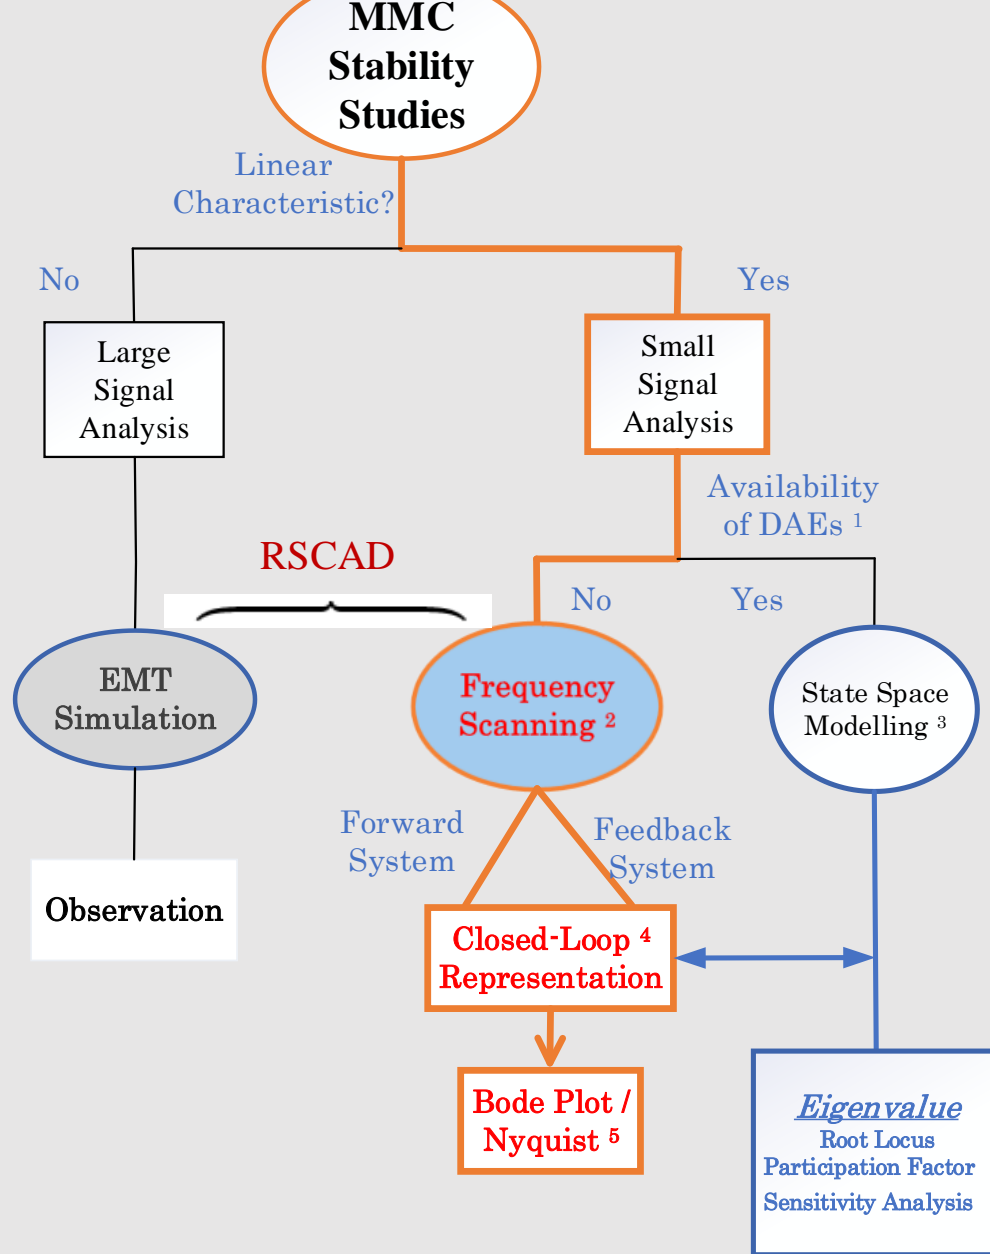 MMC
Stability
Studies
Linear
Characteristic?
No
Yes
Large
Signal
Analysis
Small
Signal
Analysis
Availability
of DAEs ¹
RSCAD
No
Yes
EMT
Simulation
Frequency
Scanning ²
State Space
Modelling ³
Forward
System
Feedback
System
Observation
Closed-Loop ⁴
Representation
Bode Plot /
Nyquist ⁵
Eigenvalue
Root Locus
Participation Factor
Sensitivity Analysis